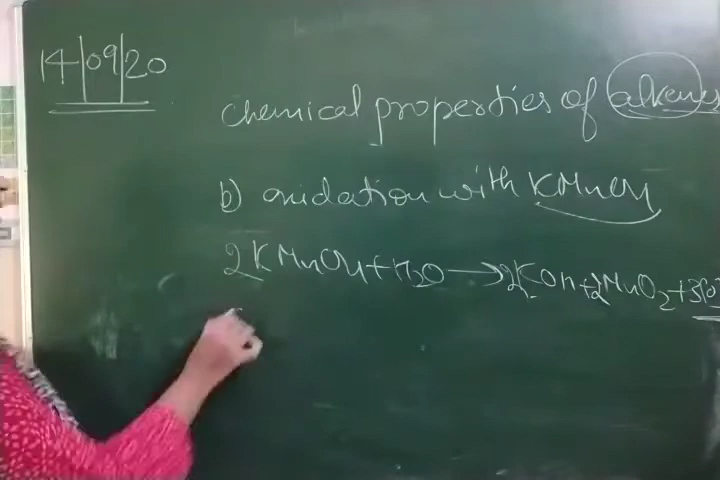 14|09|20
chemical properties of alkenes
b) oxidation with KMnO4
2KMnO4+H2O→2KOH+2MnO2+3[O]